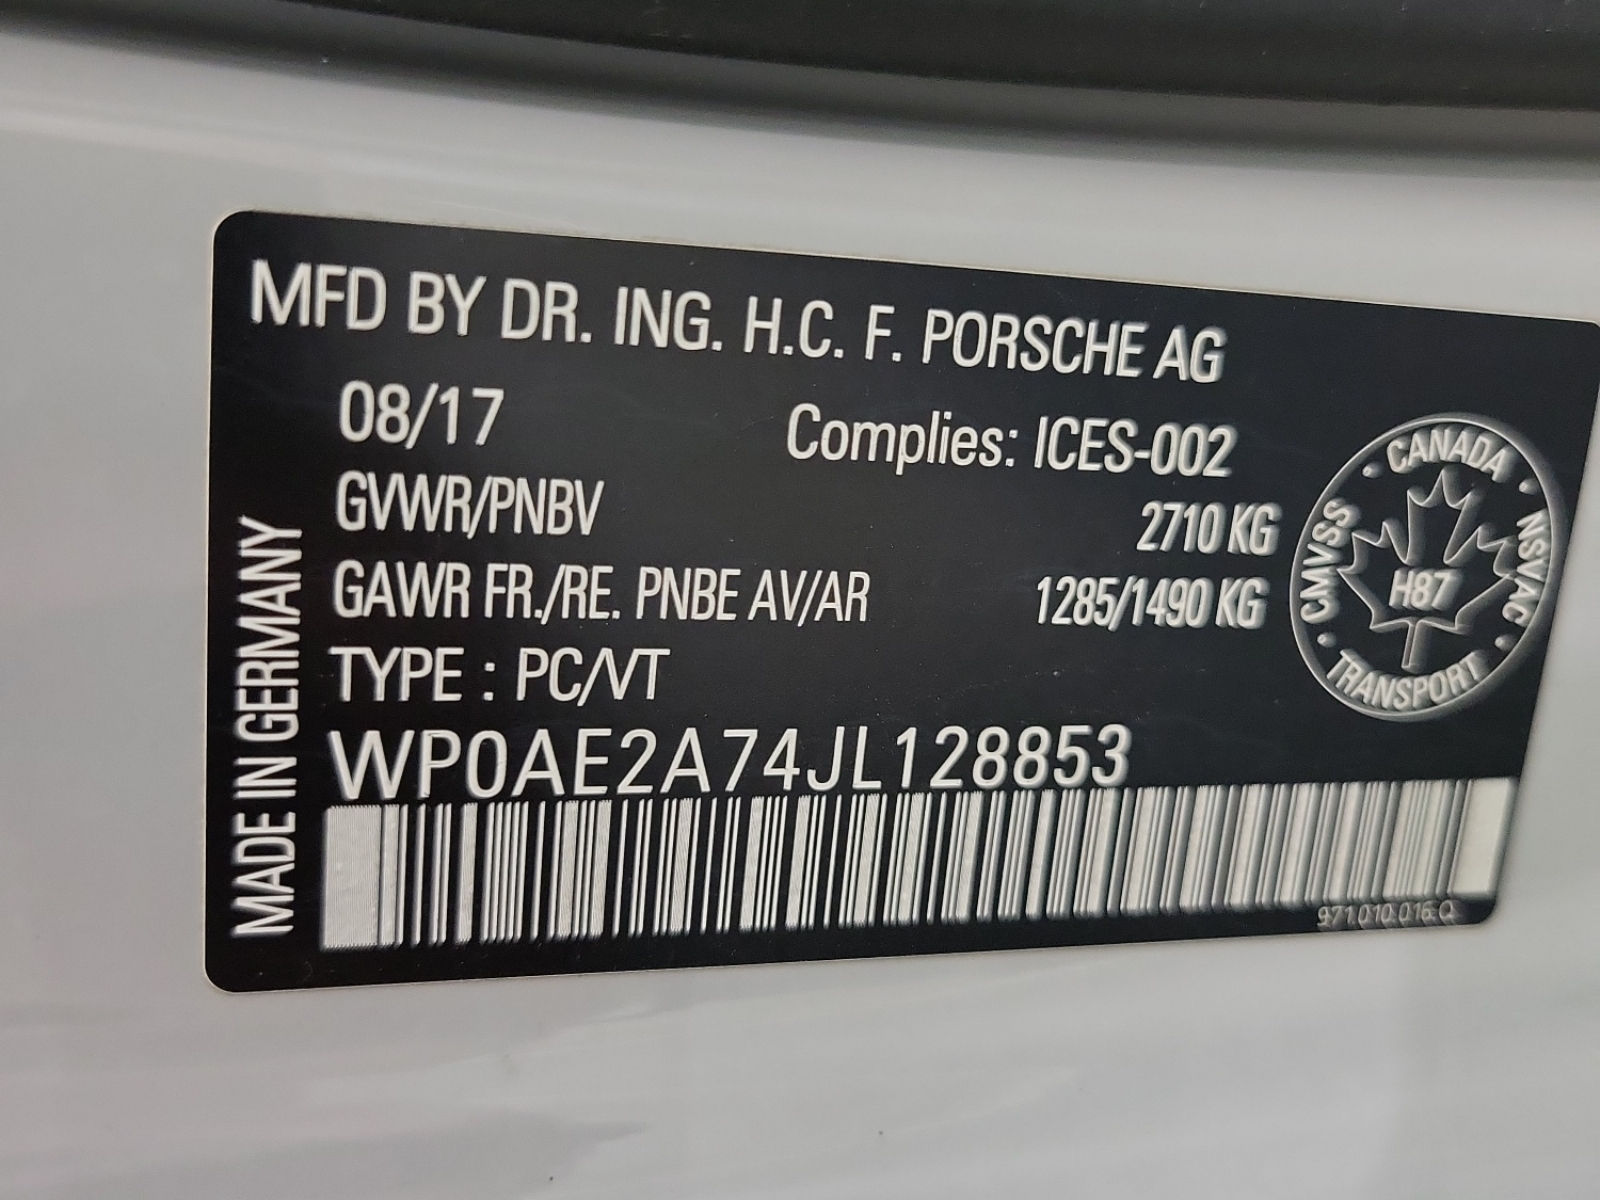 MFD BY DR. ING. H.C. F. PORSCHE AG
08/17 Complies: ICES-002
GVWR/PNBV 2710 KG
GAWR FR./RE. PNBE AV/AR 1285/1490 KG
TYPE : PC/VT
WP0AE2A74JL128853
MADE IN GERMANY
CANADA
CMVSS
NSVAC
H87
TRANSPORT
971.010.016.Q